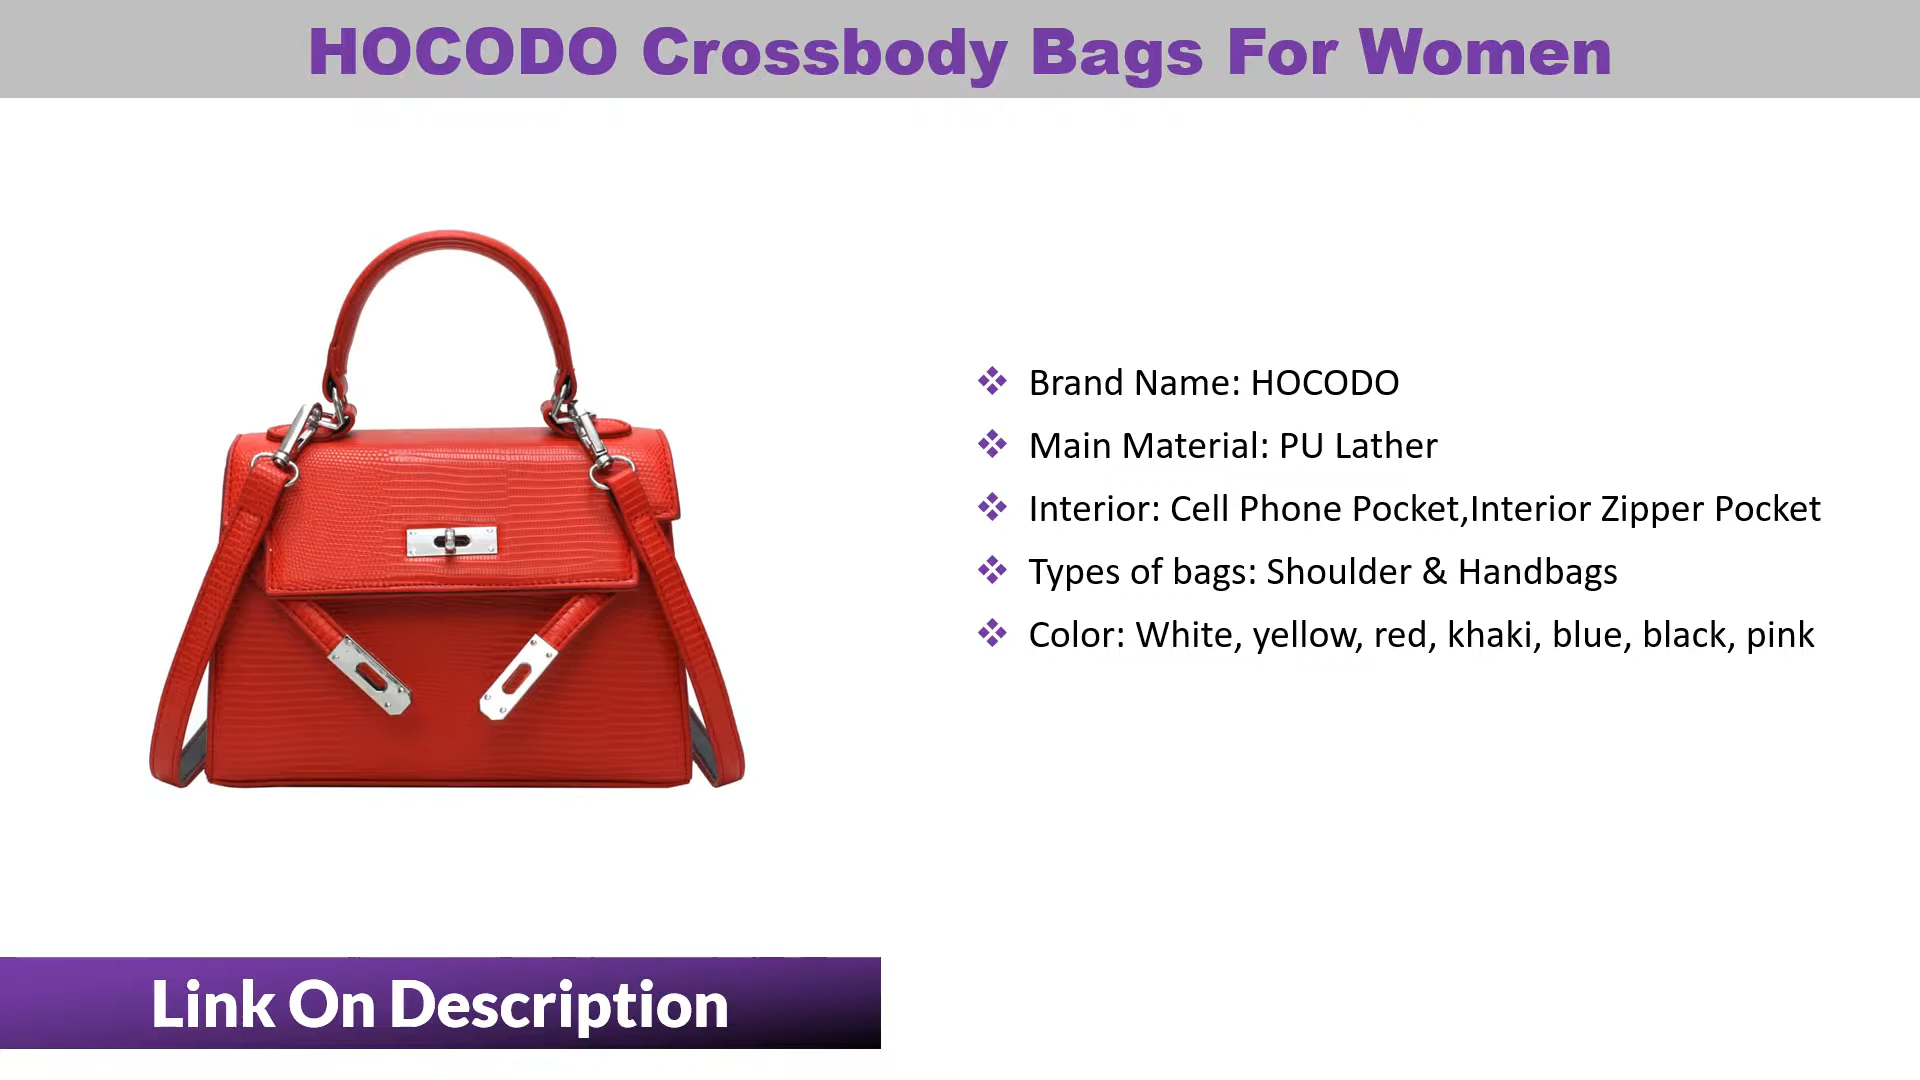 HOCODO Crossbody Bags For Women
Brand Name: HOCODO
Main Material: PU Lather
Interior: Cell Phone Pocket,Interior Zipper Pocket
Types of bags: Shoulder & Handbags
Color: White, yellow, red, khaki, blue, black, pink
Link On Description